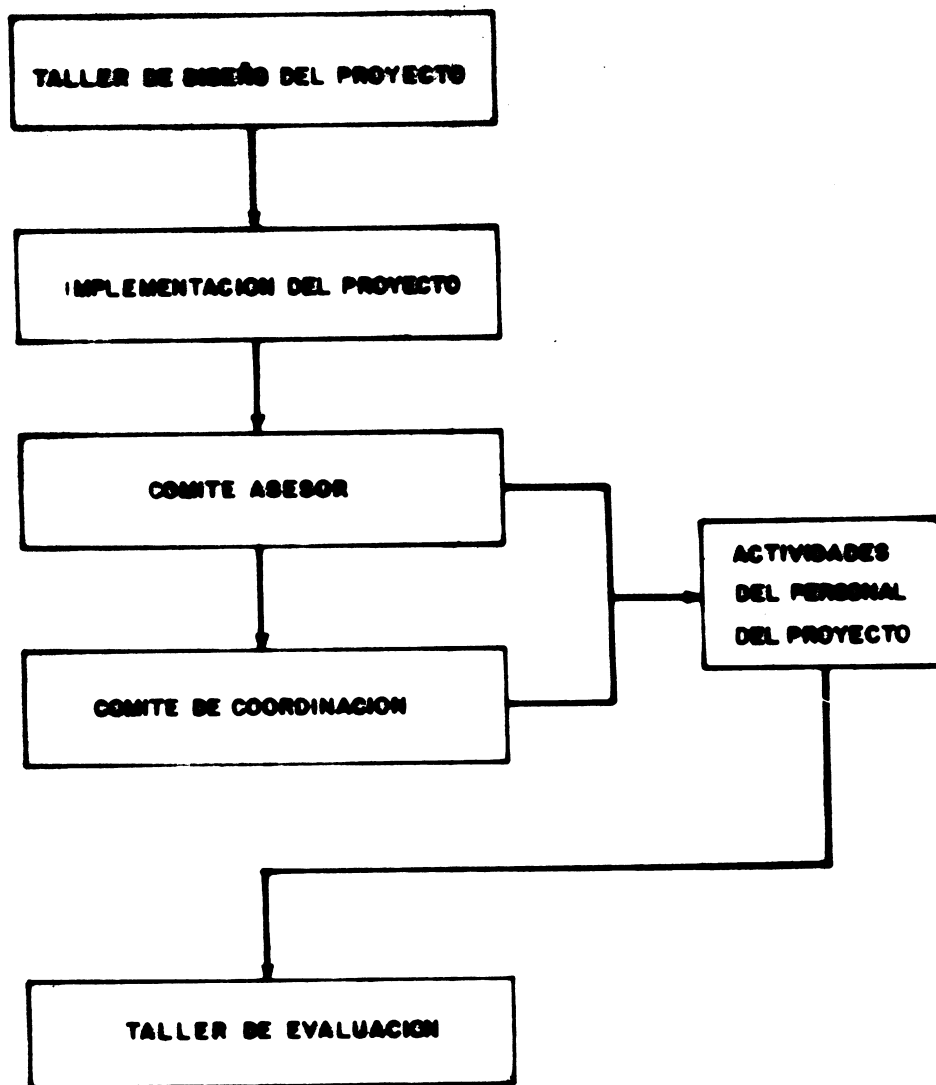 TALLER DE DISEÑO DEL PROYECTO
IMPLEMENTACION DEL PROYECTO
COMITE ASESOR
ACTIVIDADES
DEL PERSONAL
DEL PROYECTO
COMITE DE COORDINACION
TALLER DE EVALUACION